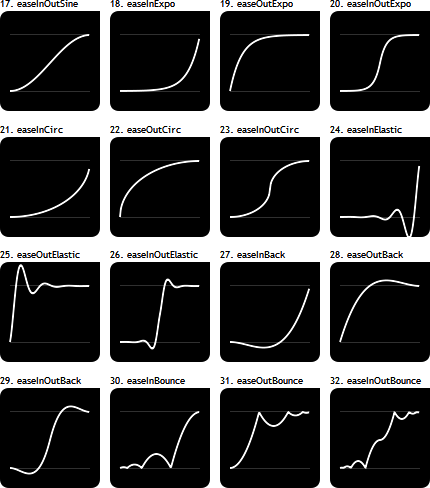 17. easeInOutSine
18. easeInExpo
19. easeOutExpo
20. easeInOutExpo
21. easeInCirc
22. easeOutCirc
23. easeInOutCirc
24. easeInElastic
25. easeOutElastic
26. easeInOutElastic
27. easeInBack
28. easeOutBack
29. easeInOutBack
30. easeInBounce
31. easeOutBounce
32. easeInOutBounce